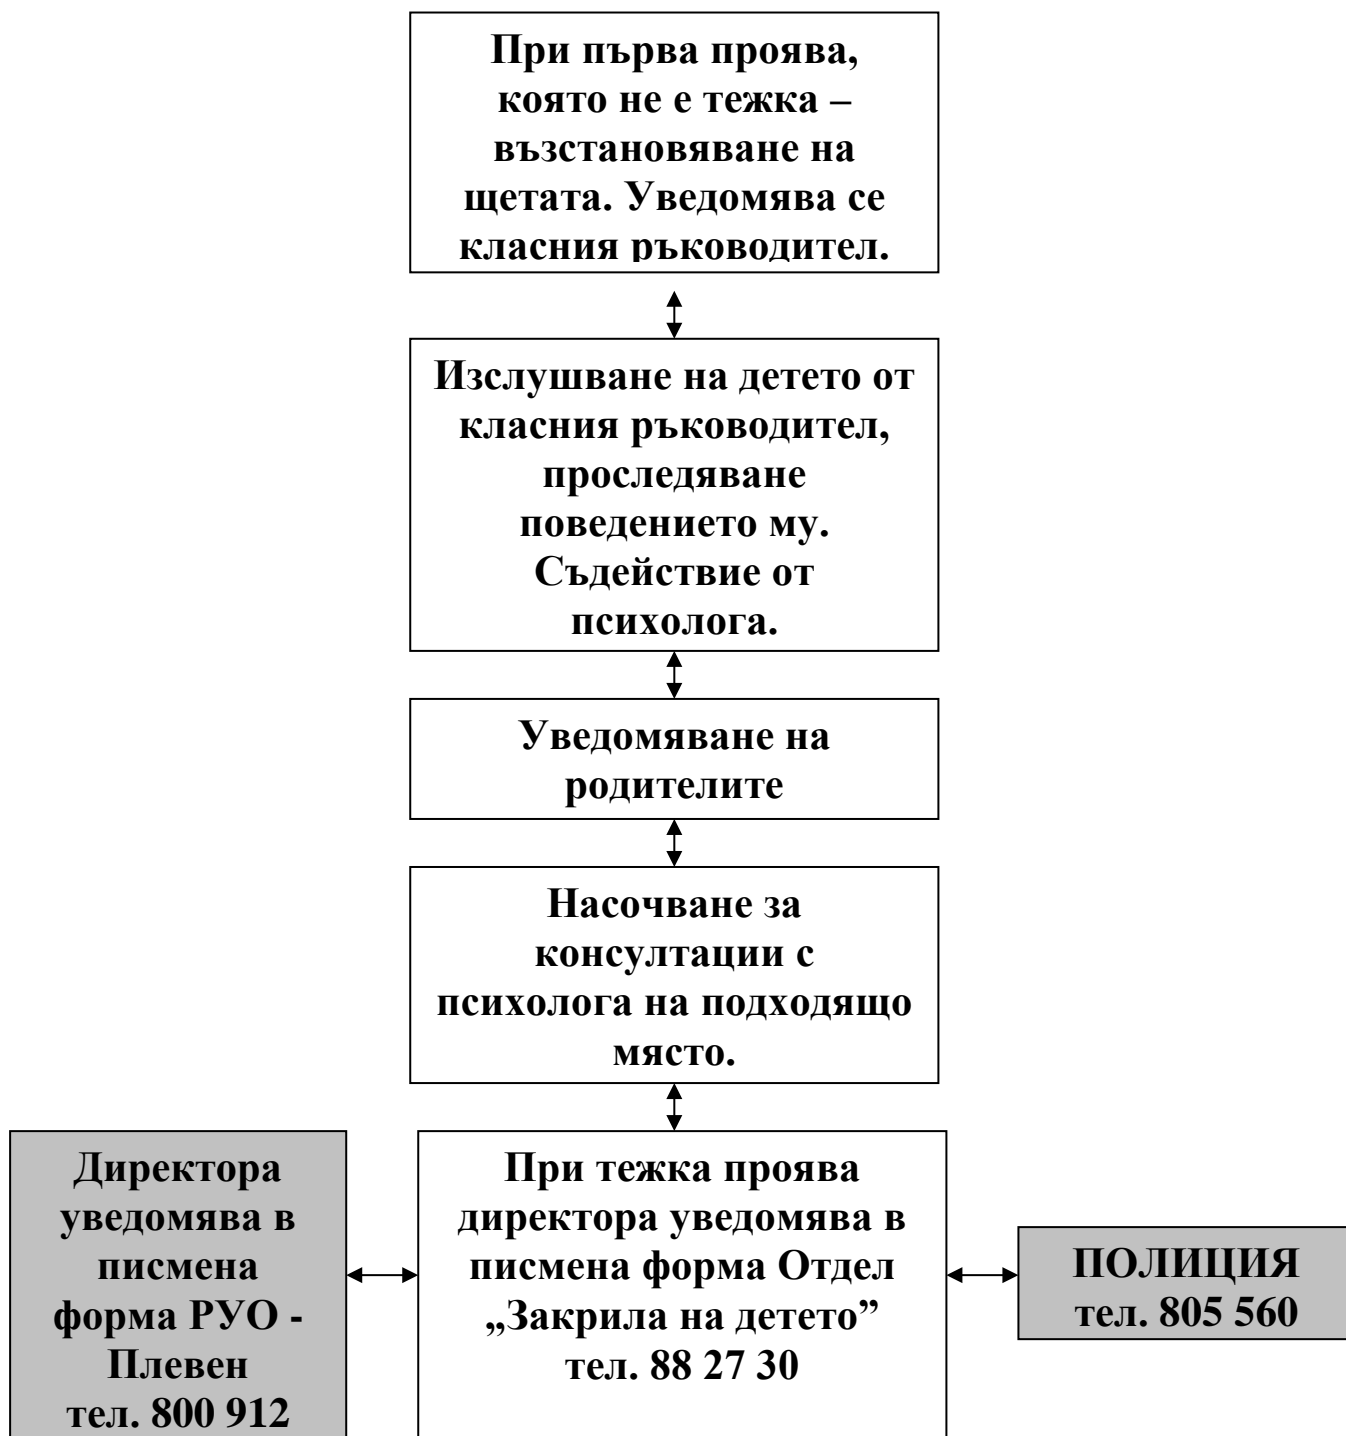 При първа проява,
която не е тежка –
възстановяване на
щетата. Уведомява се
класния ръководител.
Изслушване на детето от
класния ръководител,
проследяване
поведението му.
Съдействие от
психолога.
Уведомяване на
родителите
Насочване за
консултации с
психолога на подходящо
място.
Директора
уведомява в
писмена
форма РУО -
Плевен
тел. 800 912
При тежка проява
директора уведомява в
писмена форма Отдел
„Закрила на детето”
тел. 88 27 30
ПОЛИЦИЯ
тел. 805 560